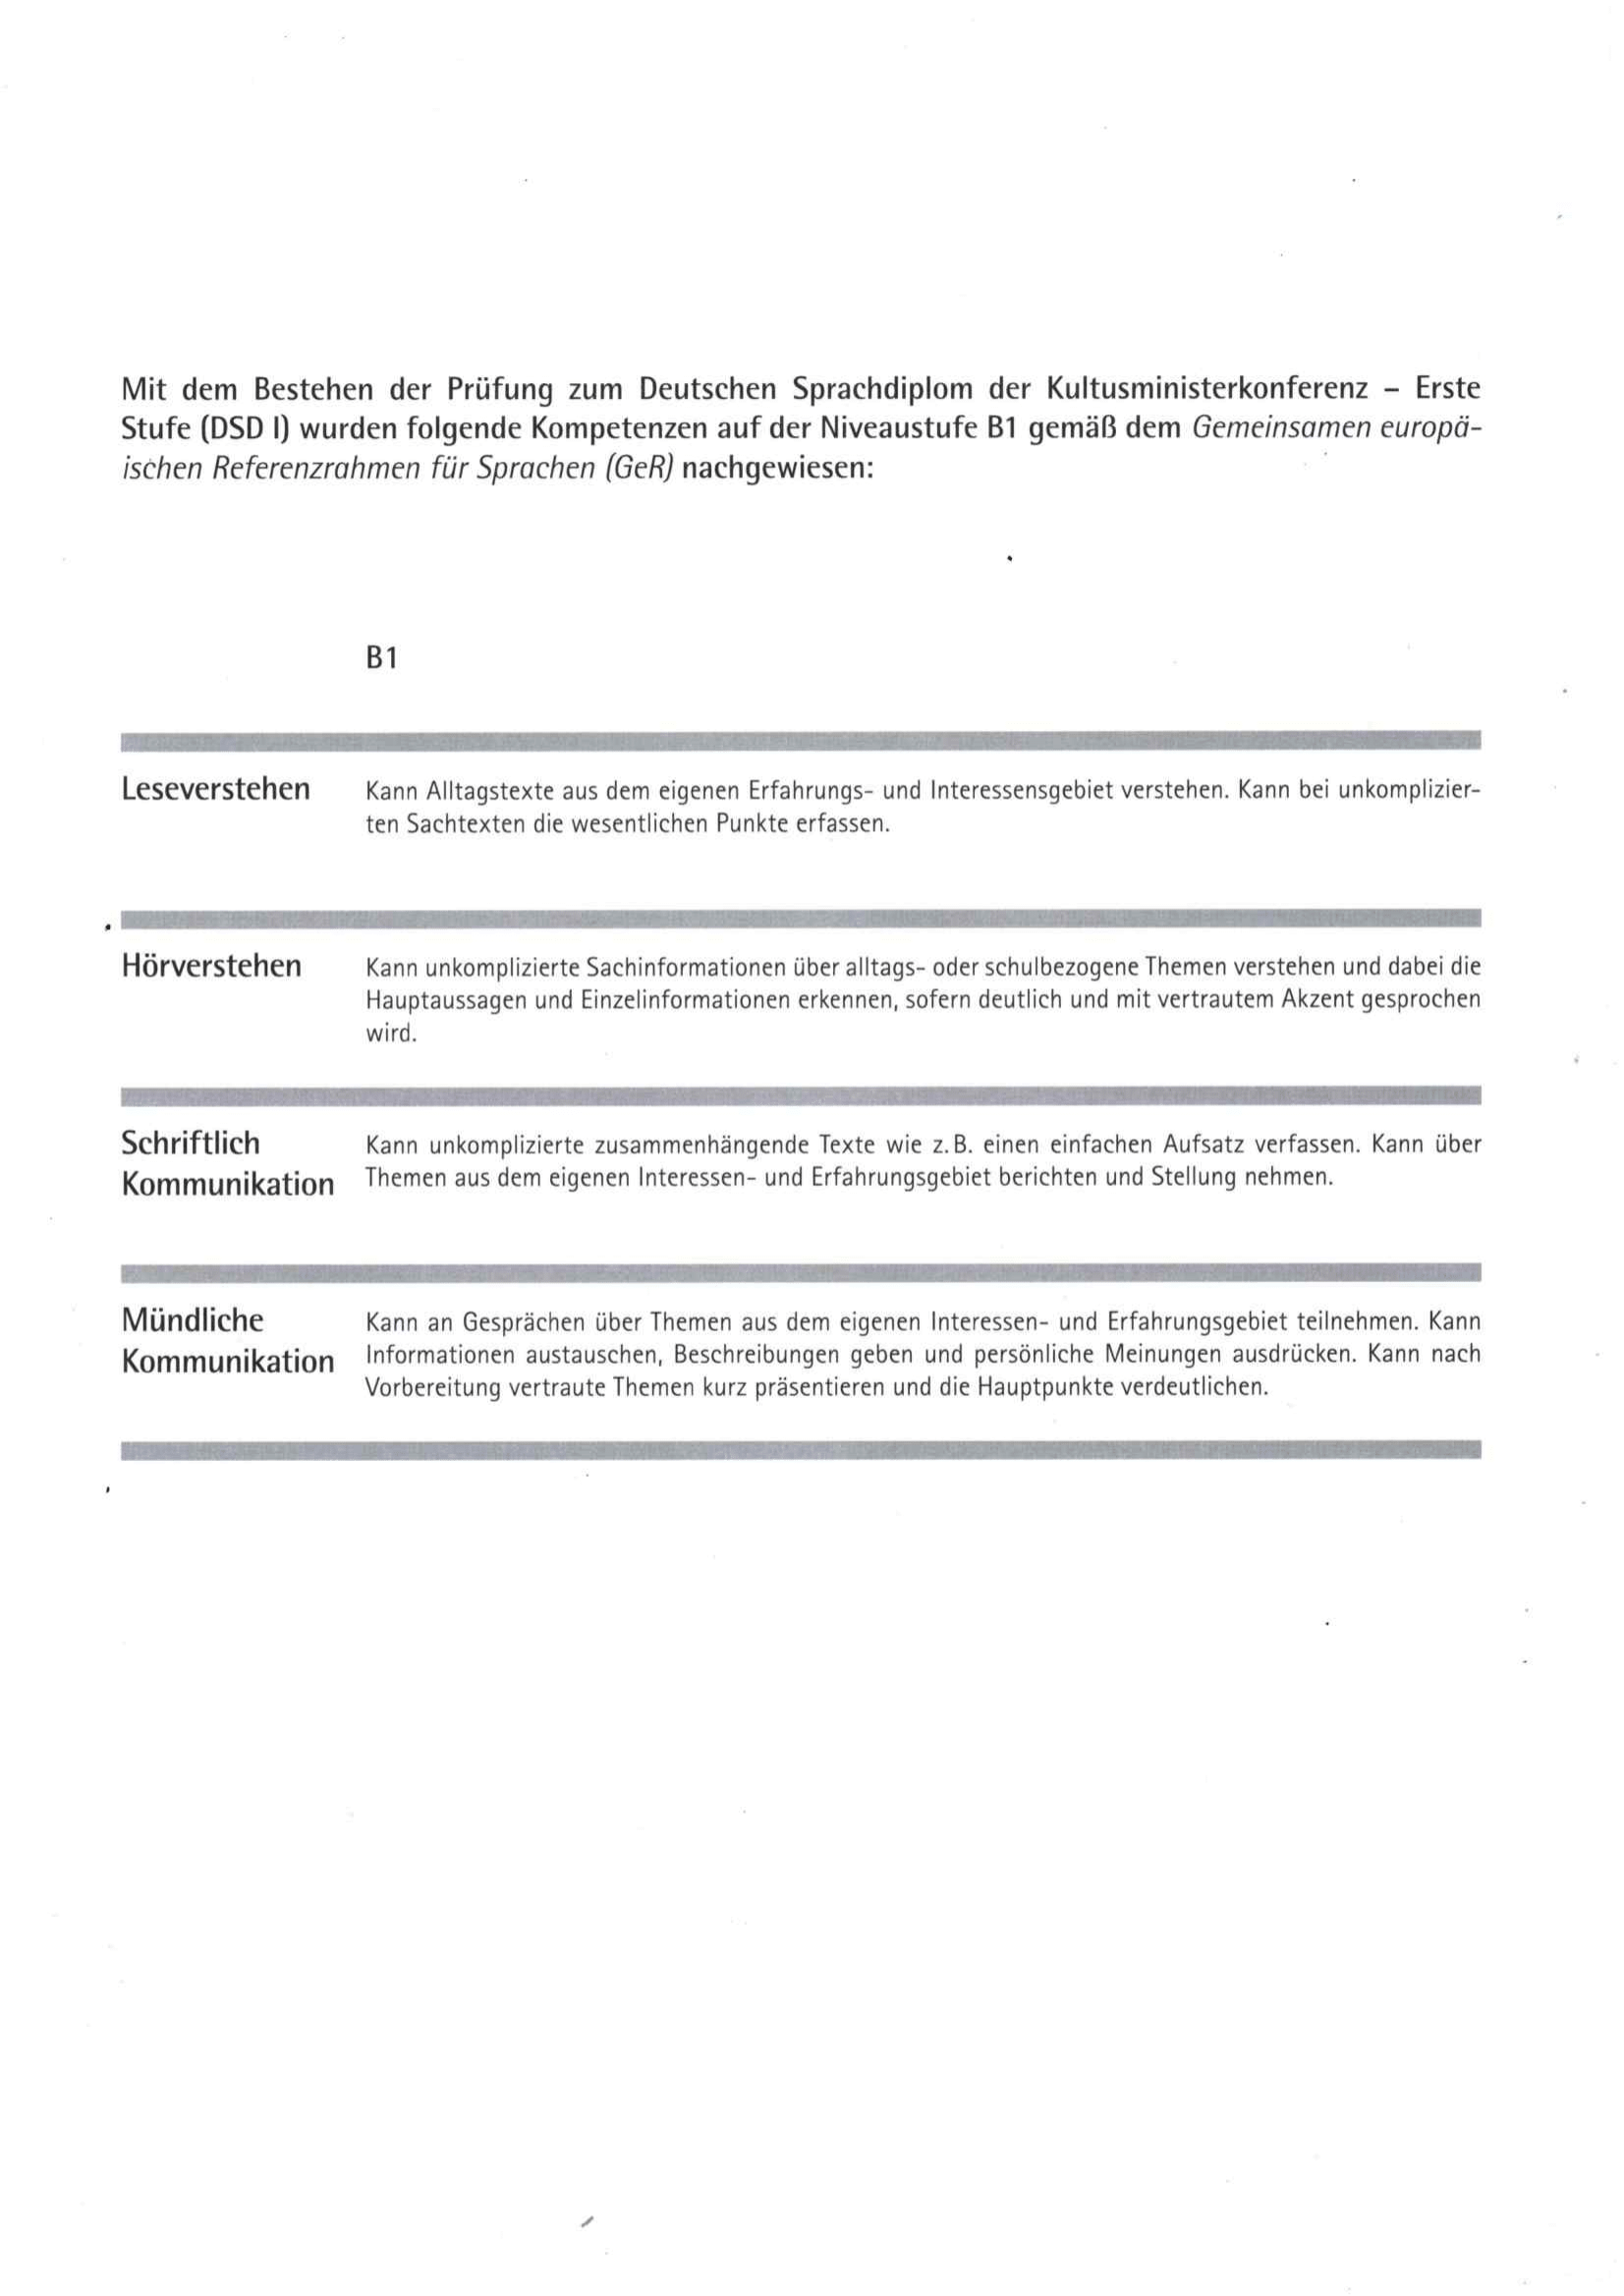 Mit dem Bestehen der Prüfung zum Deutschen Sprachdiplom der Kultusministerkonferenz – Erste
Stufe (DSD I) wurden folgende Kompetenzen auf der Niveaustufe B1 gemäß dem Gemeinsamen europä-
ischen Referenzrahmen für Sprachen (GeR) nachgewiesen:
B1
Leseverstehen
Kann Alltagstexte aus dem eigenen Erfahrungs- und Interessensgebiet verstehen. Kann bei unkomplizier-
ten Sachtexten die wesentlichen Punkte erfassen.
Hörverstehen
Kann unkomplizierte Sachinformationen über alltags- oder schulbezogene Themen verstehen und dabei die
Hauptaussagen und Einzelinformationen erkennen, sofern deutlich und mit vertrautem Akzent gesprochen
wird.
Schriftlich
Kommunikation
Kann unkomplizierte zusammenhängende Texte wie z. B. einen einfachen Aufsatz verfassen. Kann über
Themen aus dem eigenen Interessen- und Erfahrungsgebiet berichten und Stellung nehmen.
Mündliche
Kommunikation
Kann an Gesprächen über Themen aus dem eigenen Interessen- und Erfahrungsgebiet teilnehmen. Kann
Informationen austauschen, Beschreibungen geben und persönliche Meinungen ausdrücken. Kann nach
Vorbereitung vertraute Themen kurz präsentieren und die Hauptpunkte verdeutlichen.